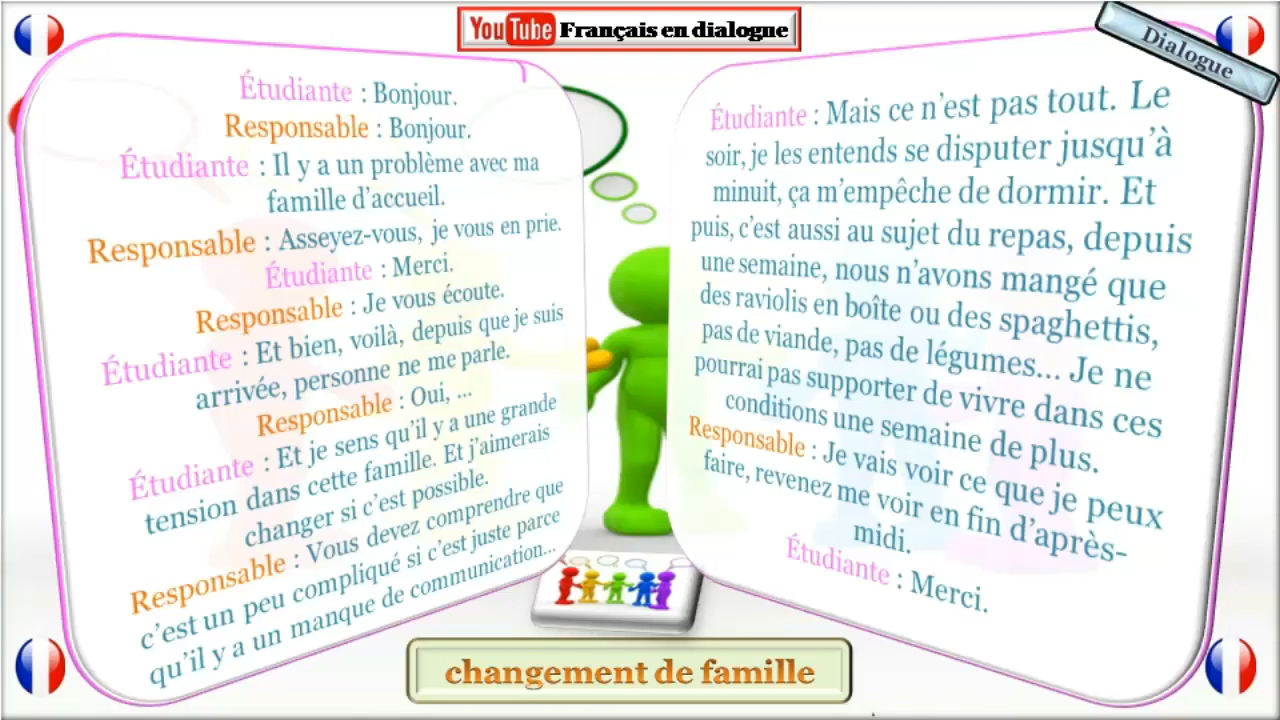 YouTube Français en dialogue
Dialogue
Étudiante : Bonjour.
Responsable : Bonjour.
Étudiante : Il y a un problème avec ma
famille d'accueil.
Responsable : Asseyez-vous, je vous en prie.
Étudiante : Merci.
Responsable : Je vous écoute.
Étudiante : Et bien, voilà, depuis que je suis
arrivée, personne ne me parle.
Responsable : Oui, ...
Étudiante : Et je sens qu'il y a une grande
tension dans cette famille. Et j'aimerais
changer si c'est possible.
Responsable : Vous devez comprendre que
c'est un peu compliqué si c'est juste parce
qu'il y a un manque de communication...
Étudiante : Mais ce n'est pas tout. Le
soir, je les entends se disputer jusqu'à
minuit, ça m'empêche de dormir. Et
puis, c'est aussi au sujet du repas, depuis
une semaine, nous n'avons mangé que
des raviolis en boîte ou des spaghettis,
pas de viande, pas de légumes... Je ne
pourrai pas supporter de vivre dans ces
conditions une semaine de plus.
Responsable : Je vais voir ce que je peux
faire, revenez me voir en fin d'après-
midi.
Étudiante : Merci.
changement de famille